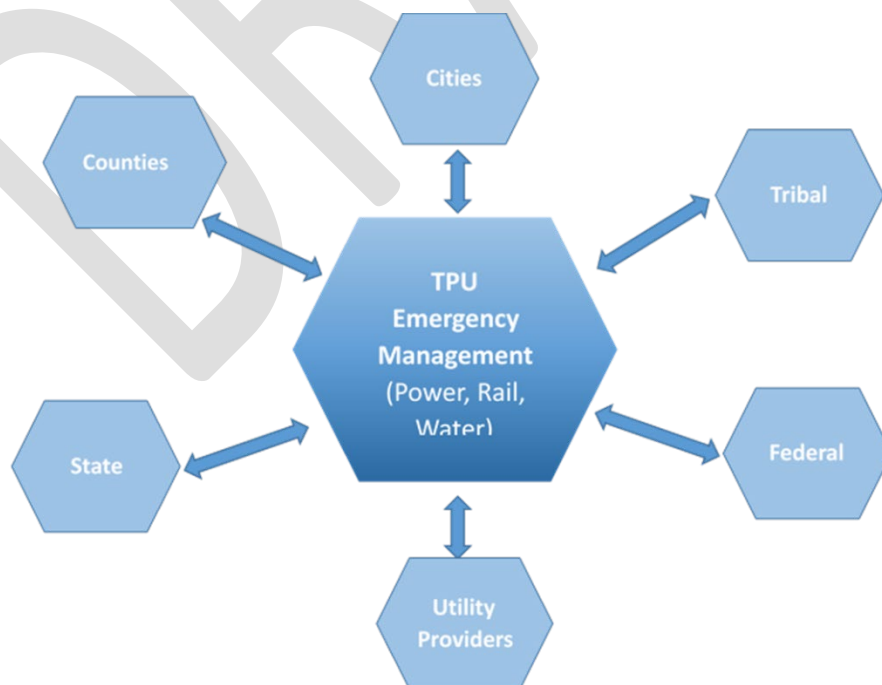 Cities
Counties
Tribal
TPU
Emergency
Management
(Power, Rail,
Water)
State
Federal
Utility
Providers